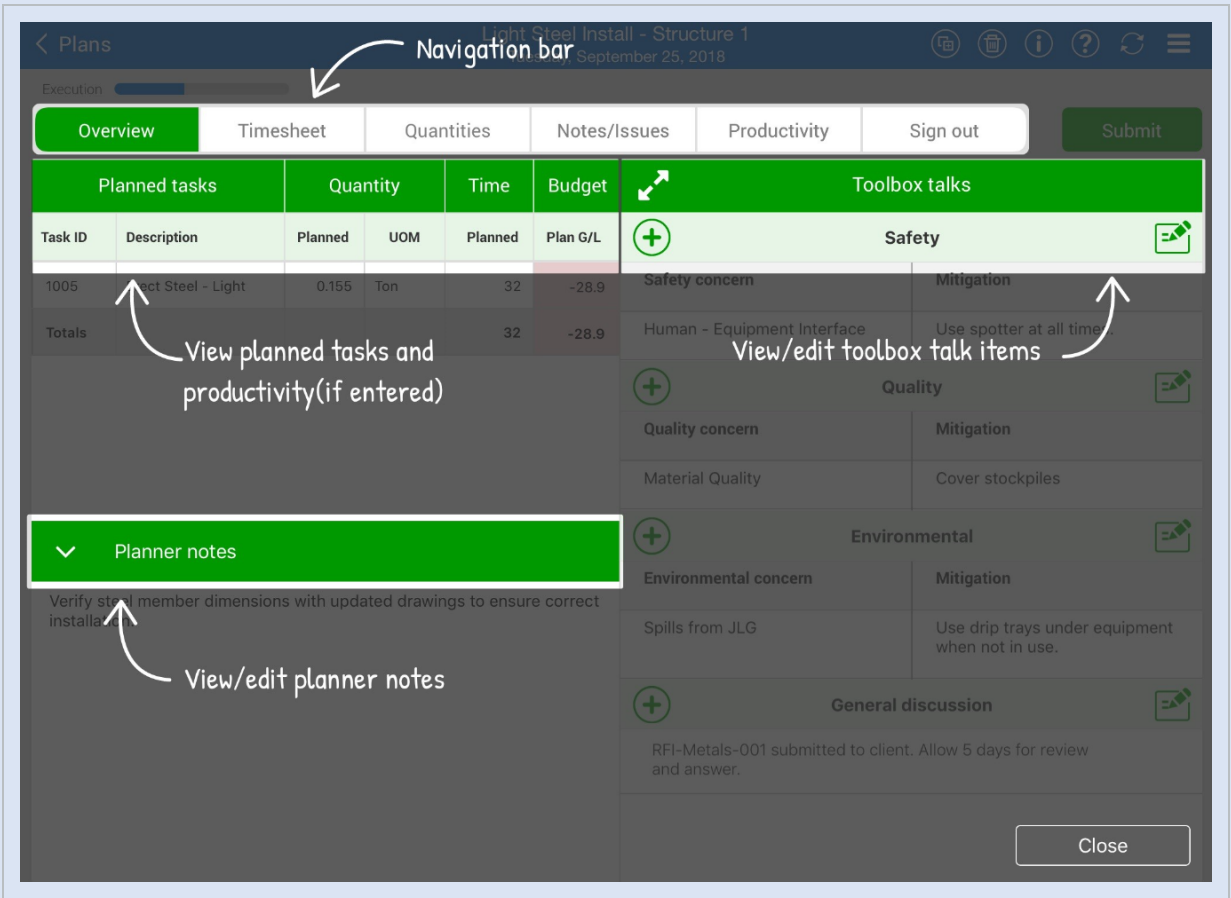 Plans
Light Steel Install - Structure 1
Tuesday, September 25, 2018
Navigation bar
Execution
Overview Timesheet Quantities Notes/Issues Productivity Sign out Submit
Planned tasks Quantity Time Budget Toolbox talks
Task ID Description Planned UOM Planned Plan G/L Safety
Safety concern Mitigation
1005 Erect Steel - Light 0.155 Ton 32 -28.9
Human - Equipment Interface Use spotter at all times.
Totals 32 -28.9
View planned tasks and
productivity(if entered)
View/edit toolbox talk items
Quality
Quality concern Mitigation
Material Quality Cover stockpiles
Planner notes
Environmental
Environmental concern Mitigation
Verify steel member dimensions with updated drawings to ensure correct
installation.
Spills from JLG Use drip trays under equipment
when not in use.
View/edit planner notes
General discussion
RFI-Metals-001 submitted to client. Allow 5 days for review
and answer.
Close